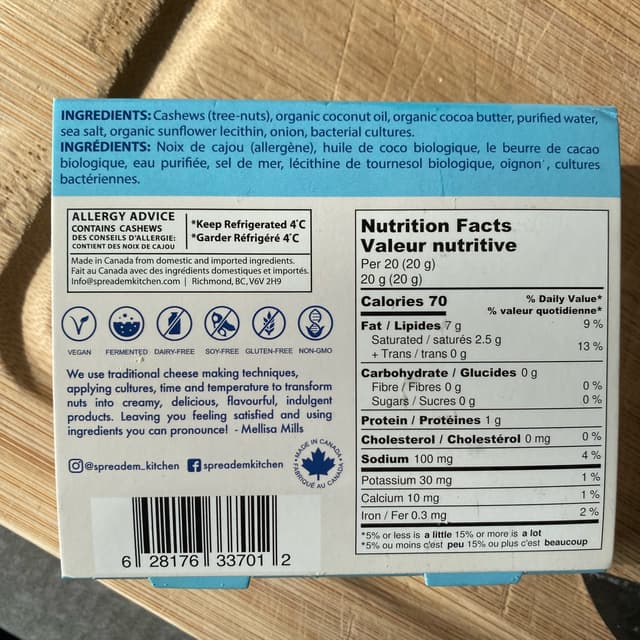 INGREDIENTS: Cashews (tree-nuts), organic coconut oil, organic cocoa butter, purified water,
sea salt, organic sunflower lecithin, onion, bacterial cultures.
INGRÉDIENTS: Noix de cajou (allergène), huile de coco biologique, le beurre de cacao
biologique, eau purifiée, sel de mer, lécithine de tournesol biologique, oignon, cultures
bactériennes.
ALLERGY ADVICE
CONTAINS CASHEWS
DES CONSEILS D'ALLERGIE:
CONTIENT DES NOIX DE CAJOU
*Keep Refrigerated 4°C
*Garder Réfrigéré 4°C
Made in Canada from domestic and imported ingredients.
Fait au Canada avec des ingrédients domestiques et importés.
Info@spreademkitchen.com | Richmond, BC, V6V 2H9
VEGAN FERMENTED DAIRY-FREE SOY-FREE GLUTEN-FREE NON-GMO
We use traditional cheese making techniques,
applying cultures, time and temperature to transform
nuts into creamy, delicious, flavourful, indulgent
products. Leaving you feeling satisfied and using
ingredients you can pronounce! - Mellisa Mills
@spreadem_kitchen spreademkitchen
MADE IN CANADA
FABRIQUÉ AU CANADA
6 28176 33701 2
Nutrition Facts
Valeur nutritive
Per 20 (20 g)
20 g (20 g)
Calories 70
% Daily Value*
% valeur quotidienne*
Fat / Lipides 7 g 9 %
Saturated / saturés 2.5 g
+ Trans / trans 0 g 13 %
Carbohydrate / Glucides 0 g
Fibre / Fibres 0 g 0 %
Sugars / Sucres 0 g 0 %
Protein / Protéines 1 g
Cholesterol / Cholestérol 0 mg 0 %
Sodium 100 mg 4 %
Potassium 30 mg 1 %
Calcium 10 mg 1 %
Iron / Fer 0.3 mg 2 %
*5% or less is a little 15% or more is a lot
*5% ou moins c'est peu 15% ou plus c'est beaucoup